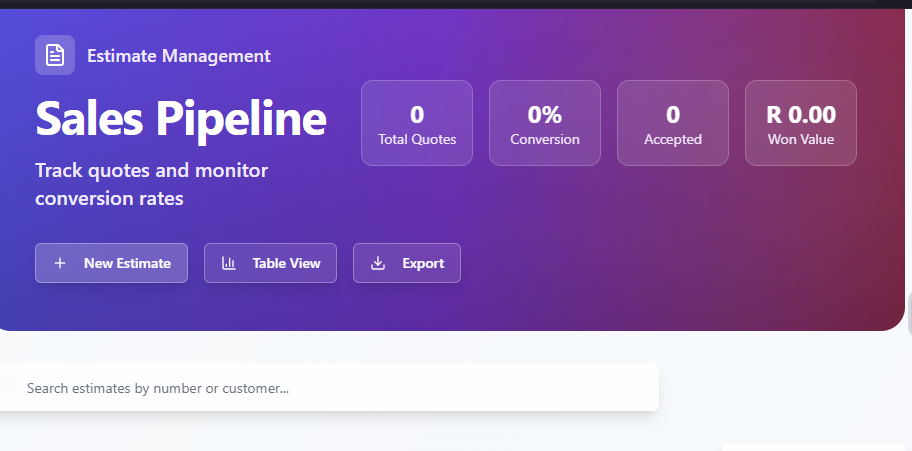 Estimate Management
Sales Pipeline
Track quotes and monitor
conversion rates
0
Total Quotes
0%
Conversion
0
Accepted
R 0.00
Won Value
New Estimate
Table View
Export
Search estimates by number or customer...